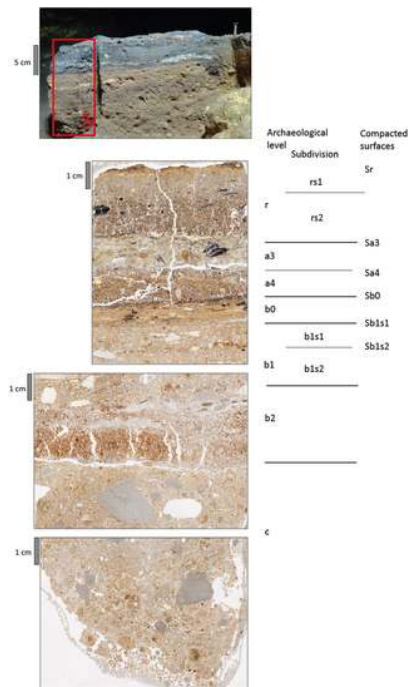 5 cm
Archaeological level
Compacted surfaces
Subdivision
1 cm
Sr
rs1
r
rs2
Sa3
a3
Sa4
a4
Sb0
b0
Sb1s1
b1s1
Sb1s2
b1
b1s2
1 cm
b2
c
1 cm